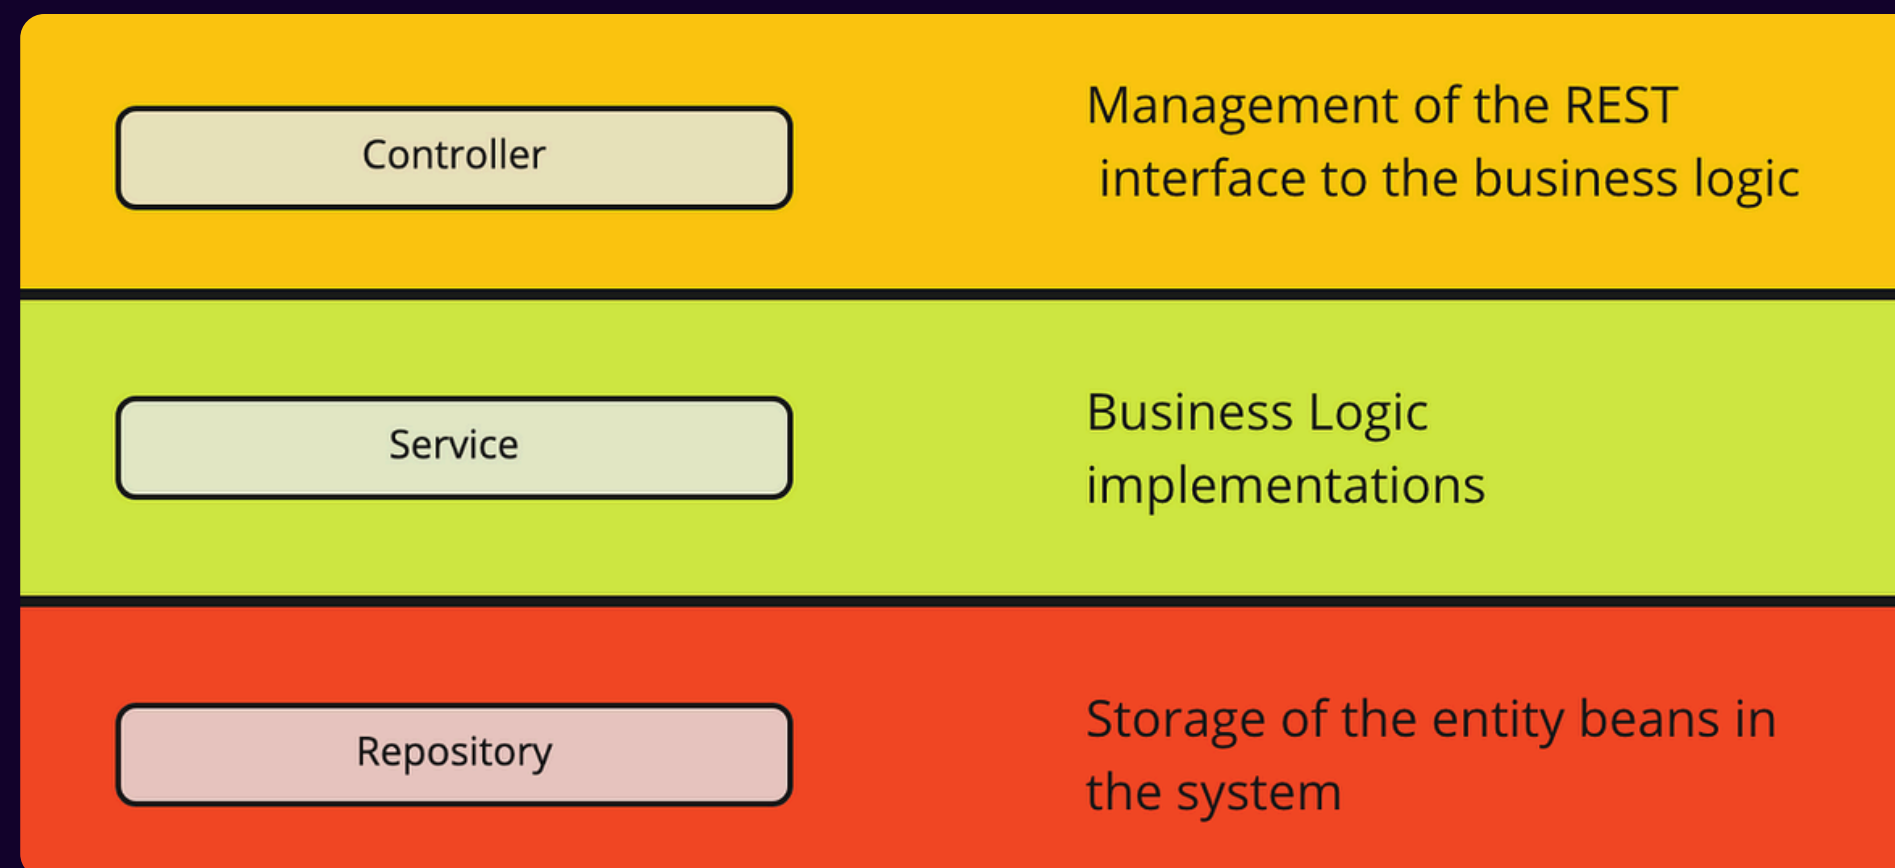 Controller
Management of the REST
interface to the business logic
Service
Business Logic
implementations
Repository
Storage of the entity beans in
the system